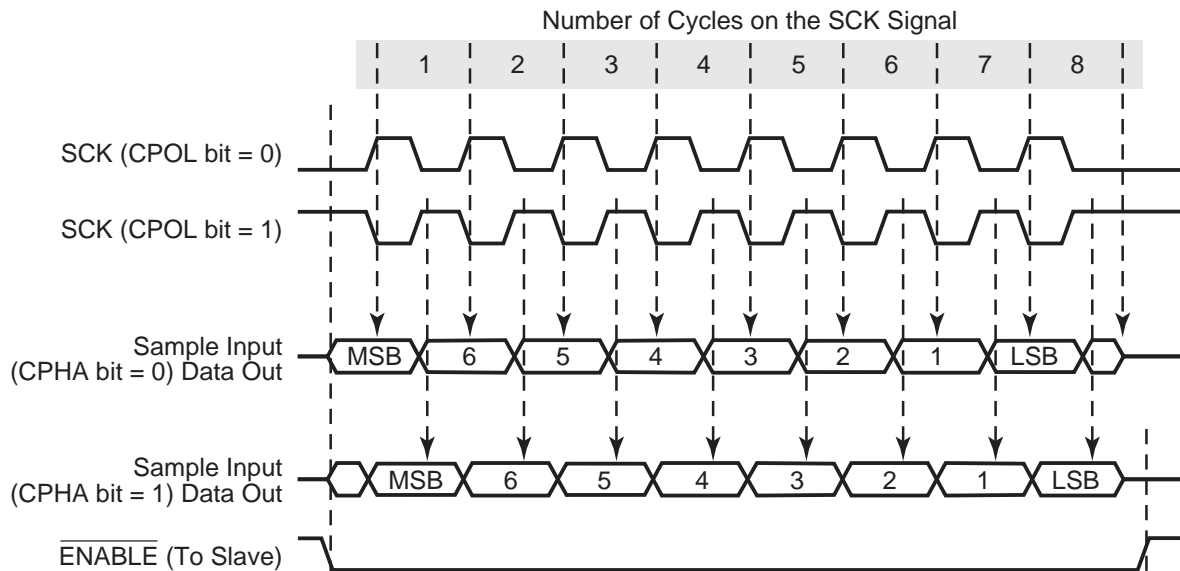 Number of Cycles on the SCK Signal
1 2 3 4 5 6 7 8
SCK (CPOL bit = 0)
SCK (CPOL bit = 1)
Sample Input
(CPHA bit = 0) Data Out
MSB 6 5 4 3 2 1 LSB
Sample Input
(CPHA bit = 1) Data Out
MSB 6 5 4 3 2 1 LSB
ENABLE (To Slave)